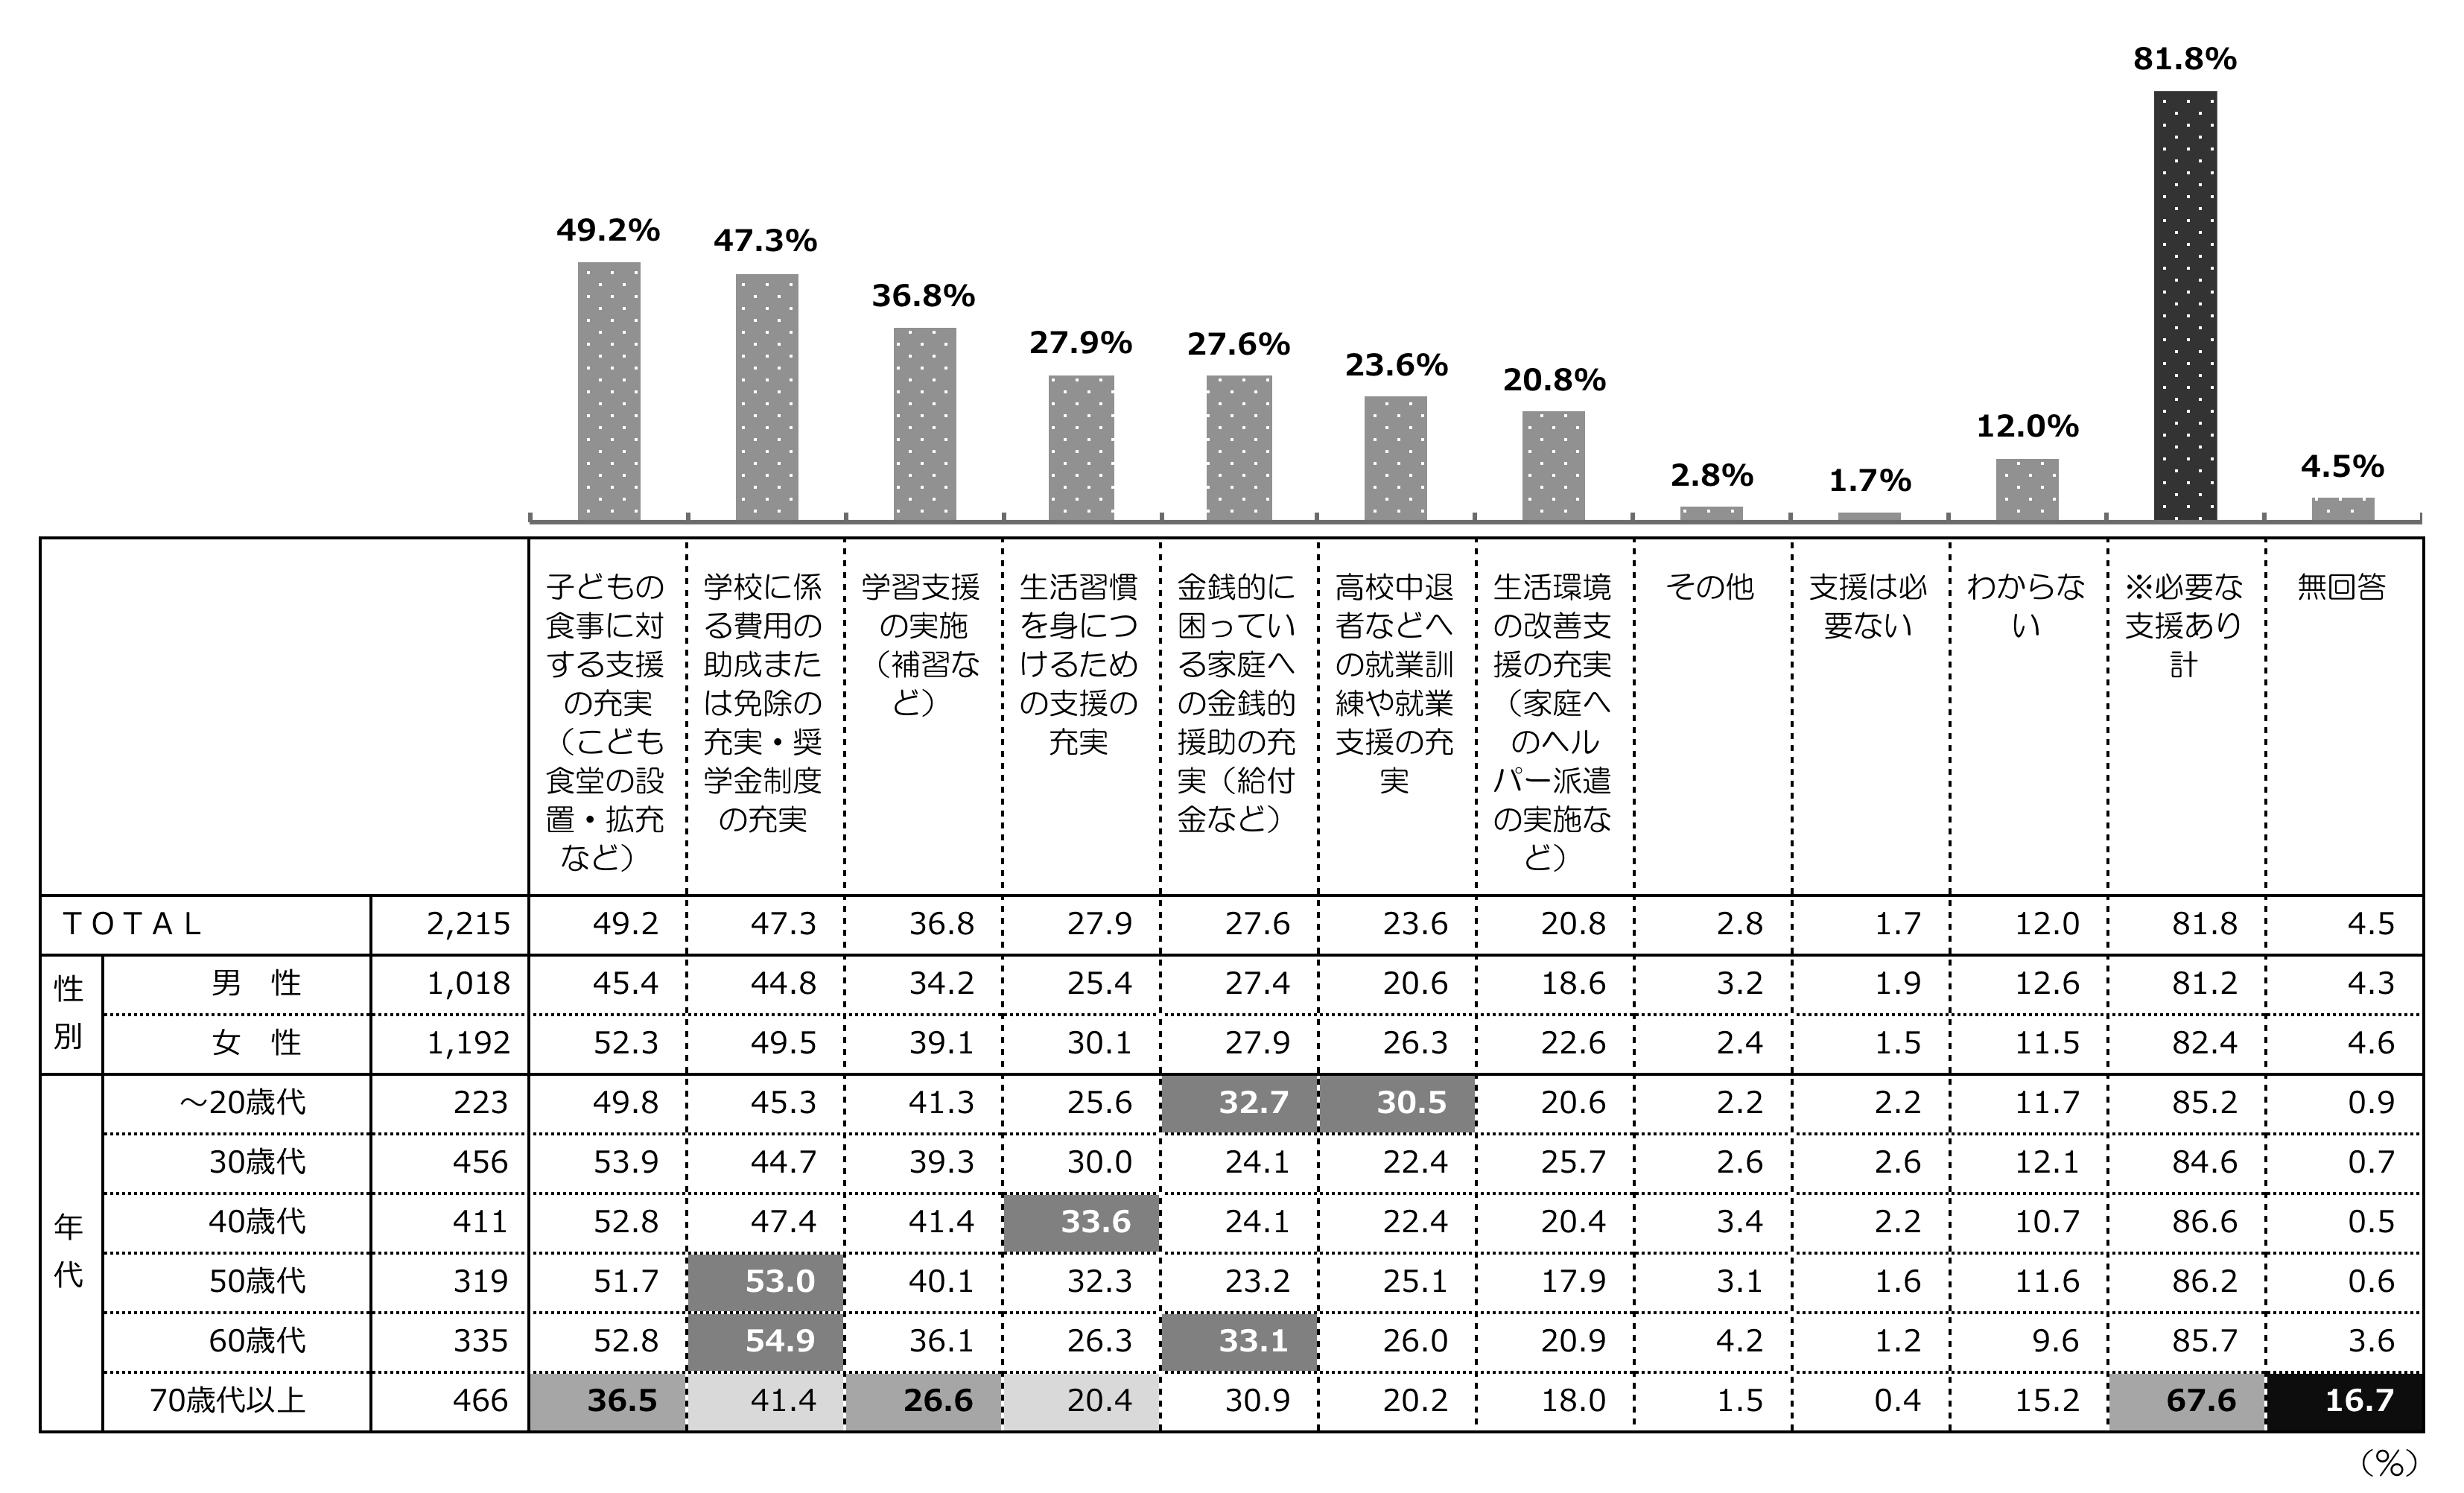 81.8%
49.2%
47.3%
36.8%
27.9%
27.6%
23.6%
20.8%
2.8%
1.7%
12.0%
4.5%
子どもの
食事に対
する支援
の充実
（こども
食堂の設
置・拡充
など）
学校に係
る費用の
助成また
は免除の
充実・奨
学金制度
の充実
学習支援
の実施
（補習な
ど）
生活習慣
を身につ
けるため
の支援の
充実
金銭的に
困ってい
る家庭へ
の金銭的
援助の充
実（給付
金など）
高校中退
者などへ
の就業訓
練や就業
支援の充
実
生活環境
の改善支
援の充実
（家庭へ
のヘル
パー派遣
の実施な
ど）
その他
支援は必
要ない
わからな
い
※必要な
支援あり
計
無回答
ＴＯＴＡＬ 2,215 49.2 47.3 36.8 27.9 27.6 23.6 20.8 2.8 1.7 12.0 81.8 4.5
性別
男　性 1,018 45.4 44.8 34.2 25.4 27.4 20.6 18.6 3.2 1.9 12.6 81.2 4.3
女　性 1,192 52.3 49.5 39.1 30.1 27.9 26.3 22.6 2.4 1.5 11.5 82.4 4.6
年代
～20歳代 223 49.8 45.3 41.3 25.6 32.7 30.5 20.6 2.2 2.2 11.7 85.2 0.9
30歳代 456 53.9 44.7 39.3 30.0 24.1 22.4 25.7 2.6 2.6 12.1 84.6 0.7
40歳代 411 52.8 47.4 41.4 33.6 24.1 22.4 20.4 3.4 2.2 10.7 86.6 0.5
50歳代 319 51.7 53.0 40.1 32.3 23.2 25.1 17.9 3.1 1.6 11.6 86.2 0.6
60歳代 335 52.8 54.9 36.1 26.3 33.1 26.0 20.9 4.2 1.2 9.6 85.7 3.6
70歳代以上 466 36.5 41.4 26.6 20.4 30.9 20.2 18.0 1.5 0.4 15.2 67.6 16.7
（%）